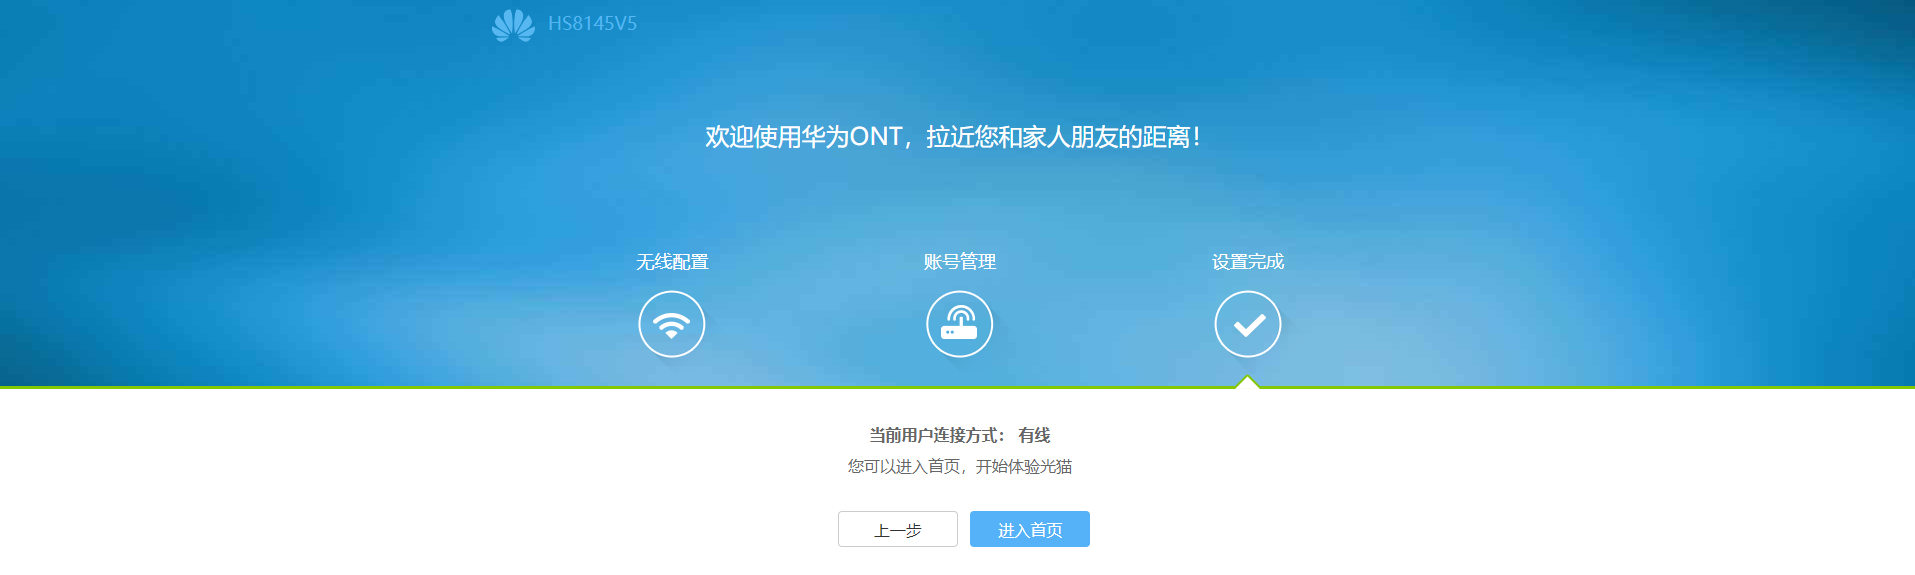 HS8145V5
欢迎使用华为ONT，拉近您和家人朋友的距离！
无线配置
账号管理
设置完成
当前用户连接方式： 有线
您可以进入首页，开始体验光猫
上一步
进入首页